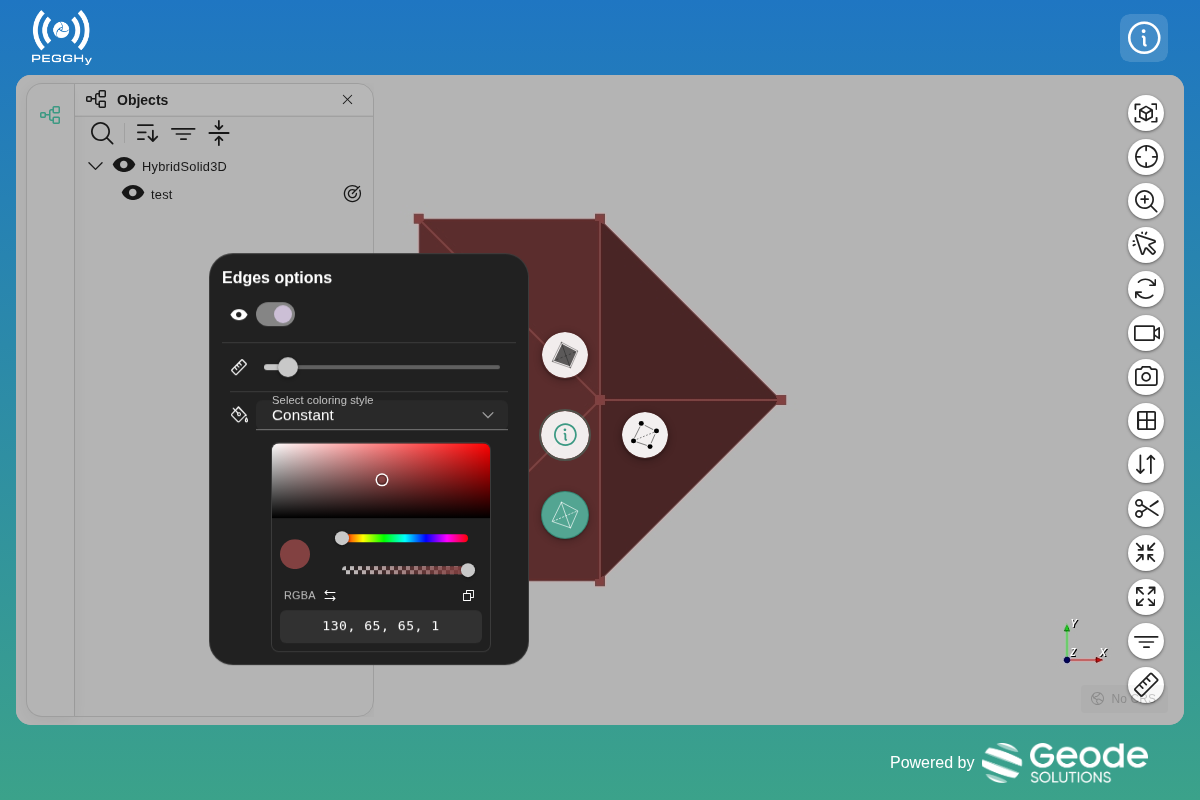 PEGGHy
Objects
HybridSolid3D
test
Edges options
Select coloring style
Constant
RGBA
130, 65, 65, 1
Y
Z
X
No CRS
Powered by
Geode
SOLUTIONS